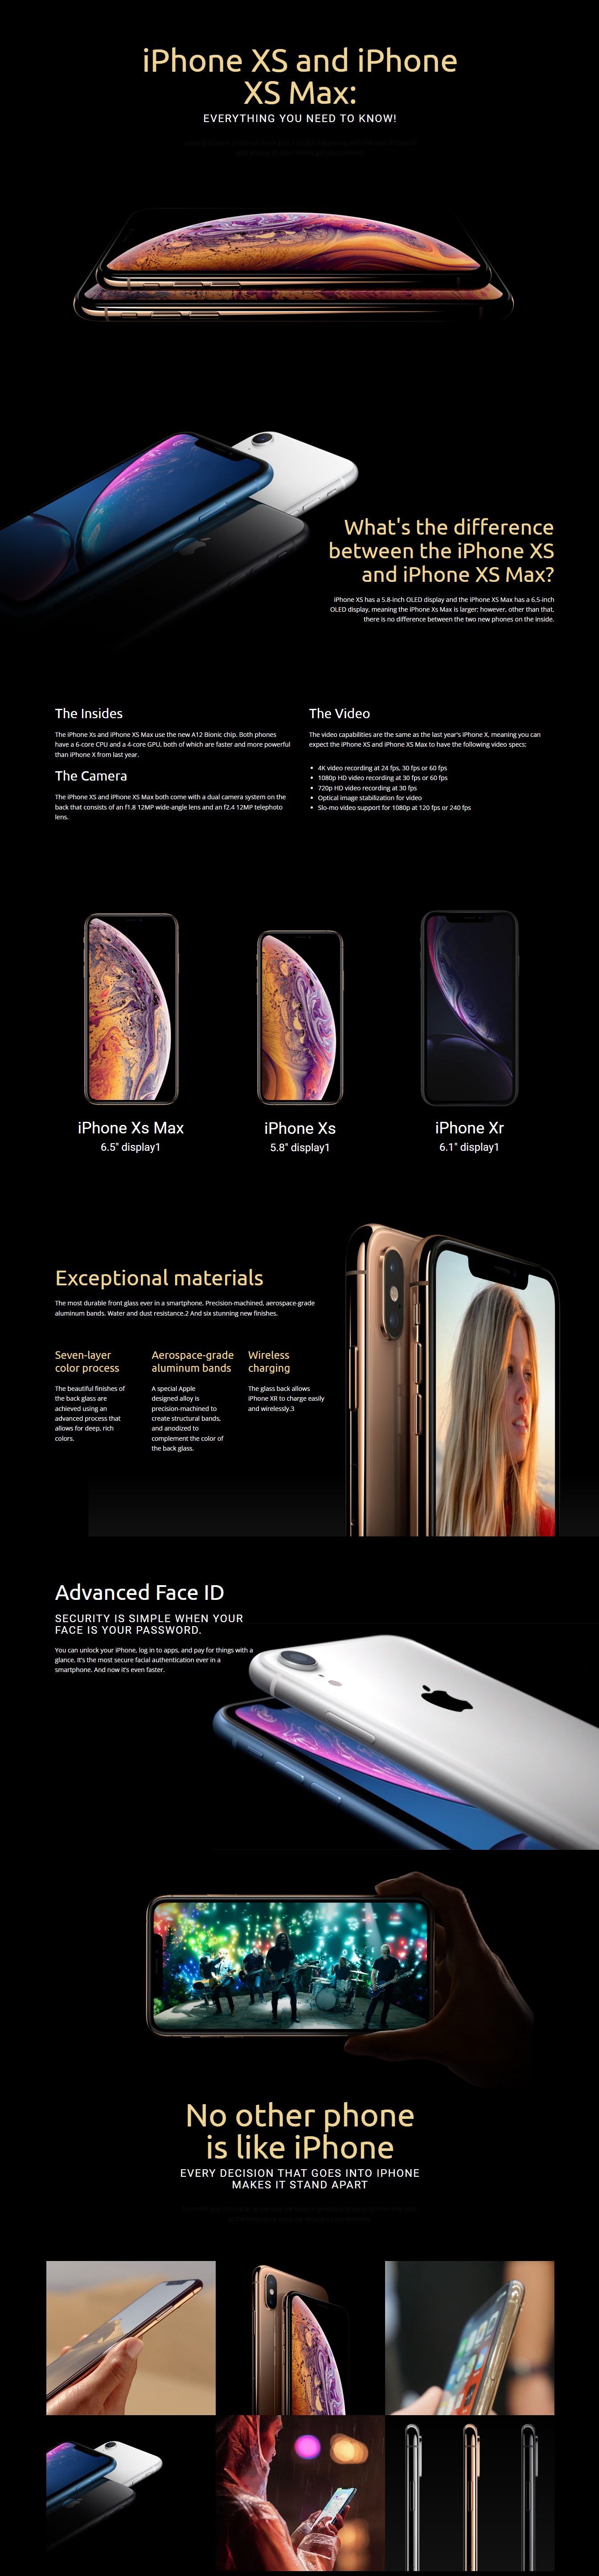 iPhone XS and iPhone
XS Max:
EVERYTHING YOU NEED TO KNOW!
What's the difference
between the iPhone XS
and iPhone XS Max?
iPhone XS has a 5.8-inch OLED display and the iPhone XS Max has a 6.5-inch
OLED display, meaning the iPhone Xs Max is larger; however, other than that,
there is no difference between the two new phones on the inside.
The Insides
The iPhone Xs and iPhone XS Max use the new A12 Bionic chip. Both phones
have a 6-core CPU and a 4-core GPU, both of which are faster and more powerful
than iPhone X from last year.
The Camera
The iPhone XS and iPhone XS Max both come with a dual camera system on the
back that consists of an f1.8 12MP wide-angle lens and an f2.4 12MP telephoto
lens.
The Video
The video capabilities are the same as the last year's iPhone X, meaning you can
expect the iPhone XS and iPhone XS Max to have the following video specs:
• 4K video recording at 24 fps, 30 fps or 60 fps
• 1080p HD video recording at 30 fps or 60 fps
• 720p HD video recording at 30 fps
• Optical image stabilization for video
• Slo-mo video support for 1080p at 120 fps or 240 fps
iPhone Xs Max
6.5" display1
iPhone Xs
5.8" display1
iPhone Xr
6.1" display1
Exceptional materials
The most durable front glass ever in a smartphone. Precision-machined, aerospace-grade
aluminum bands. Water and dust resistance.2 And six stunning new finishes.
Seven-layer
color process
The beautiful finishes of
the back glass are
achieved using an
advanced process that
allows for deep, rich
colors.
Aerospace-grade
aluminum bands
A special Apple
designed alloy is
precision-machined to
create structural bands,
and anodized to
complement the color of
the back glass.
Wireless
charging
The glass back allows
iPhone XR to charge easily
and wirelessly.3
Advanced Face ID
SECURITY IS SIMPLE WHEN YOUR
FACE IS YOUR PASSWORD.
You can unlock your iPhone, log in to apps, and pay for things with a
glance. It's the most secure facial authentication ever in a
smartphone. And now it's even faster.
No other phone
is like iPhone
EVERY DECISION THAT GOES INTO IPHONE
MAKES IT STAND APART